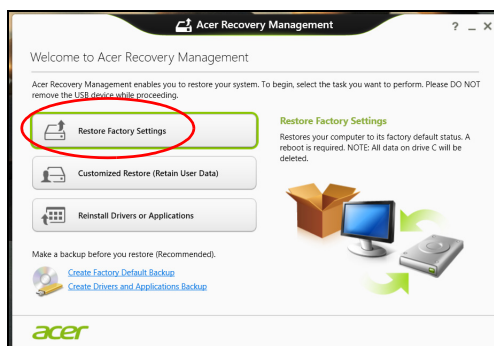 Acer Recovery Management
? _ X
Welcome to Acer Recovery Management
Acer Recovery Management enables you to restore your system. To begin, select the task you want to perform. Please DO NOT
remove the USB device while proceeding.
Restore Factory Settings
Customized Restore (Retain User Data)
Reinstall Drivers or Applications
Restore Factory Settings
Restores your computer to its factory default status. A
reboot is required. NOTE: All data on drive C will be
deleted.
Make a backup before you restore (Recommended).
Create Factory Default Backup
Create Drivers and Applications Backup
acer